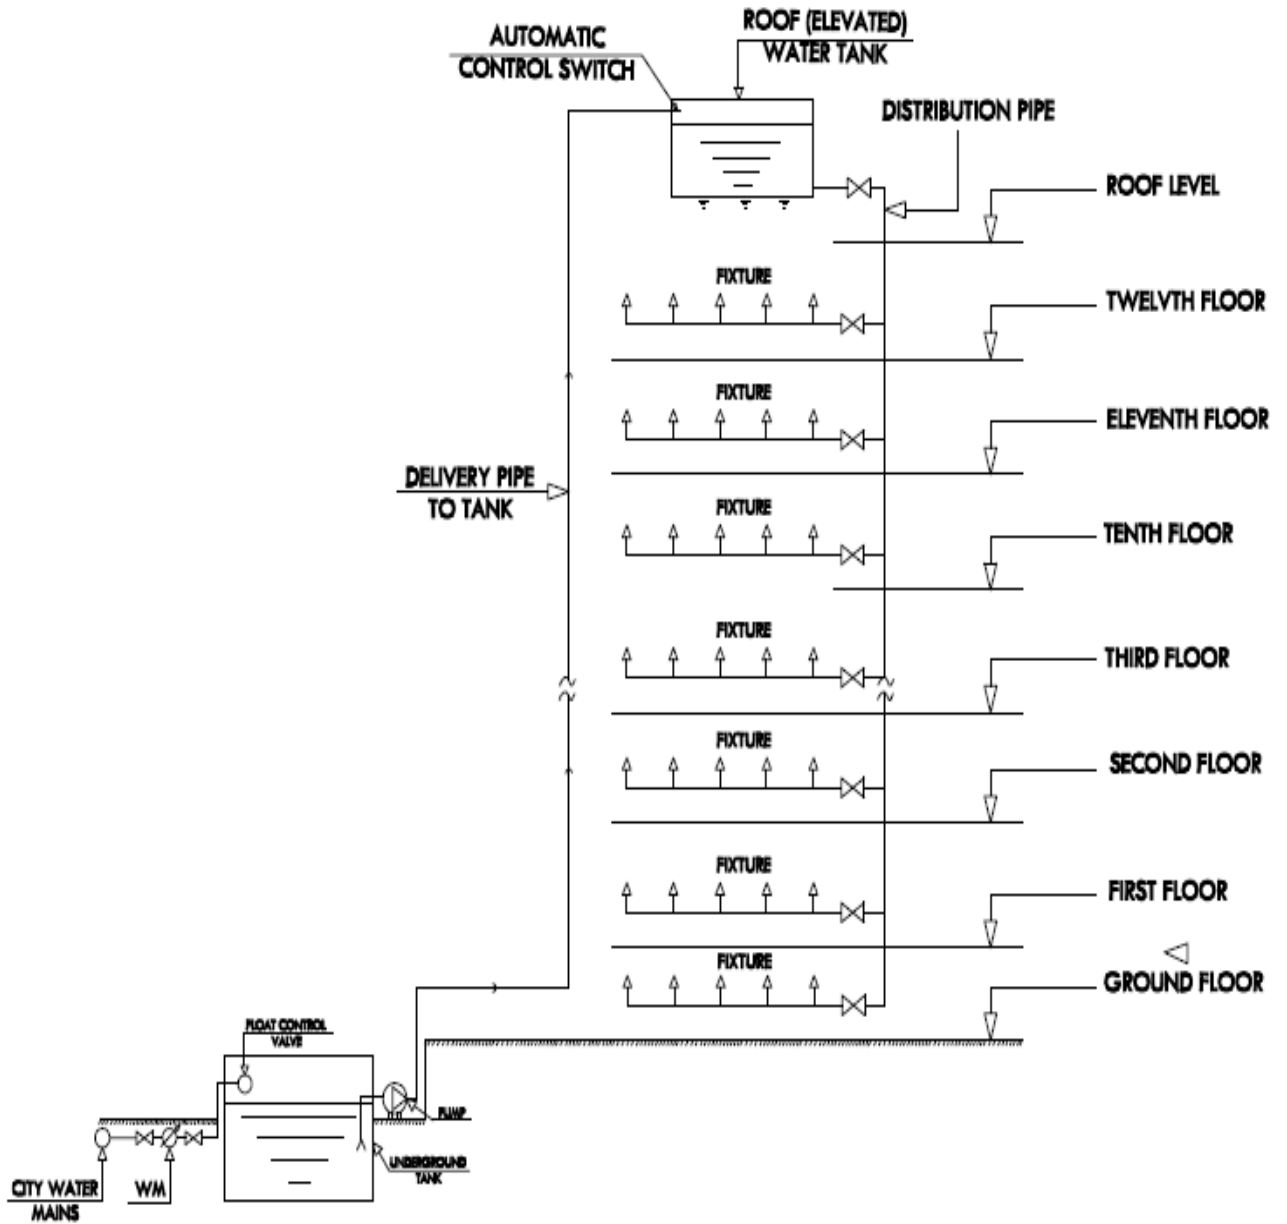 ROOF (ELEVATED)
WATER TANK
AUTOMATIC
CONTROL SWITCH
DISTRIBUTION PIPE
ROOF LEVEL
FIXTURE
TWELVTH FLOOR
FIXTURE
ELEVENTH FLOOR
DELIVERY PIPE
TO TANK
FIXTURE
TENTH FLOOR
FIXTURE
THIRD FLOOR
FIXTURE
SECOND FLOOR
FIXTURE
FIRST FLOOR
FIXTURE
GROUND FLOOR
FLOAT CONTROL
VALVE
PUMP
UNDERGROUND
TANK
CITY WATER
MAINS
WM